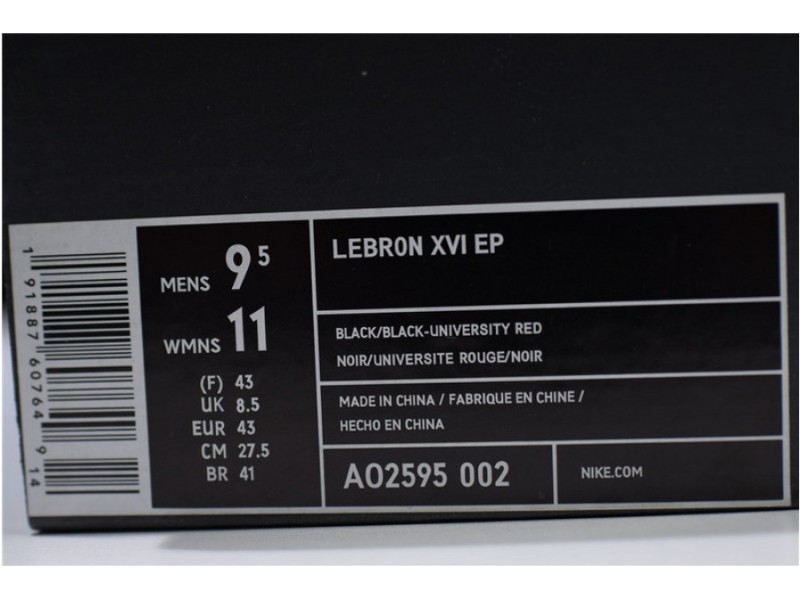 1 91887 60764 9 14
MENS 9.5
WMNS 11
(F) 43
UK 8.5
EUR 43
CM 27.5
BR 41
LEBRON XVI EP
BLACK/BLACK-UNIVERSITY RED
NOIR/UNIVERSITE ROUGE/NOIR
MADE IN CHINA / FABRIQUE EN CHINE /
HECHO EN CHINA
AO2595 002
NIKE.COM